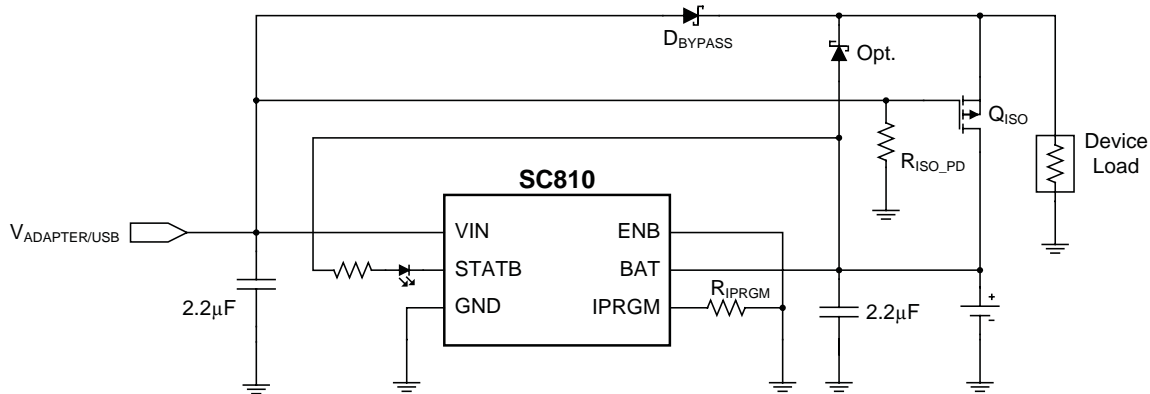 D_BYPASS
Opt.
Q_ISO
R_ISO_PD
Device
Load
SC810
V_ADAPTER/USB
VIN
ENB
STATB
BAT
R_IPRGM
GND
IPRGM
2.2μF
2.2μF
+
-